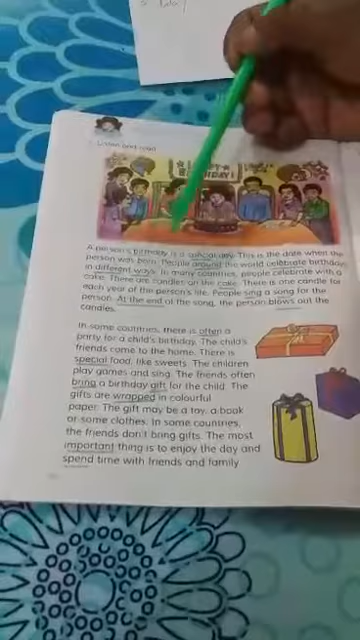 Listen and read
HAPPY
BIRTHDAY!
A person's birthday is a special day. This is the date when the
person was born. People around the world celebrate birthdays
in different ways. In many countries, people celebrate with a
cake. There are candles on the cake. There is one candle for
each year of the person's life. People sing a song for the
person. At the end of the song, the person blows out the
candles.
In some countries, there is often a
party for a child's birthday. The child's
friends come to the home. There is
special food, like sweets. The children
play games and sing. The friends often
bring a birthday gift for the child. The
gifts are wrapped in colourful
paper. The gift may be a toy, a book
or some clothes. In some countries,
the friends don't bring gifts. The most
important thing is to enjoy the day and
spend time with friends and family